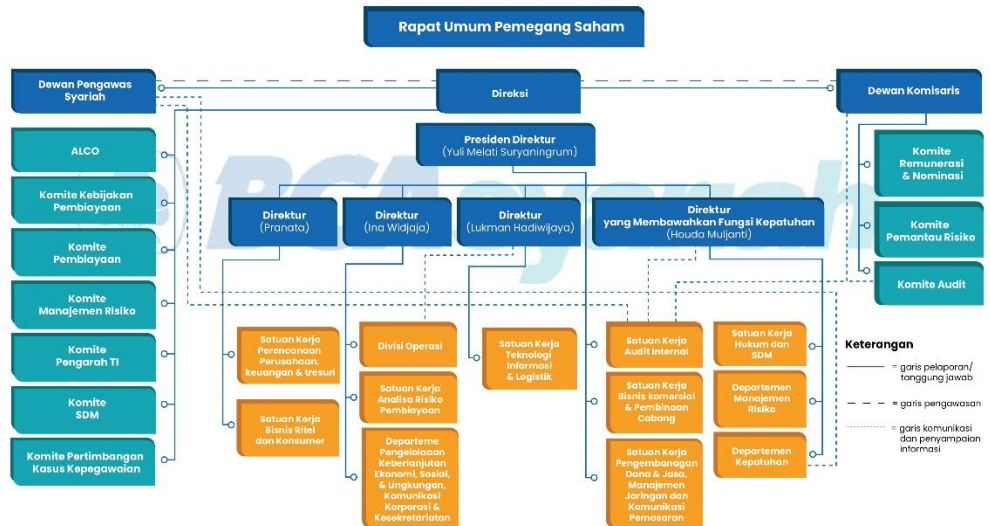 Rapat Umum Pemegang Saham
Dewan Pengawas
Syariah
Direksi
Dewan Komisaris
Presiden Direktur
(Yuli Melati Suryaningrum)
ALCO
Komite Kebijakan
Pembiayaan
Komite
Pembiayaan
Komite
Manajemen Risiko
Komite
Pengarah TI
Komite
SDM
Komite Pertimbangan
Kasus Kepegawaian
Direktur
(Pranata)
Direktur
(Ina Widjaja)
Direktur
(Lukman Hadiwijaya)
Direktur
yang Membawahkan Fungsi Kepatuhan
(Houda Muljanti)
Komite
Remunerasi
& Nominasi
Komite
Pemantau Risiko
Komite Audit
BCA syariah
Satuan Kerja
Perencanaan
Perusahaan,
keuangan & tresuri
Satuan Kerja
Bisnis Ritel
dan Konsumer
Divisi Operasi
Satuan Kerja
Analisa Risiko
Pembiayaan
Departeme
Pengelolaan
Keberlanjutan
Ekonomi, Sosial,
& Lingkungan,
Komunikasi
Korporasi &
Kesekretariatan
Satuan Kerja
Teknologi
Informasi
& Logistik
Satuan Kerja
Audit Internal
Satuan Kerja
Bisnis komersial
& Pembinaan
Cabang
Satuan Kerja
Pengembanagan
Dana & Jasa,
Manajemen
Jaringan dan
Komunikasi
Pemasaran
Satuan Kerja
Hukum dan
SDM
Departemen
Manajemen
Risiko
Departemen
Kepatuhan
Keterangan
= garis pelaporan/
tanggung jawab
= garis pengawasan
= garis komunikasi
dan penyampaian
informasi